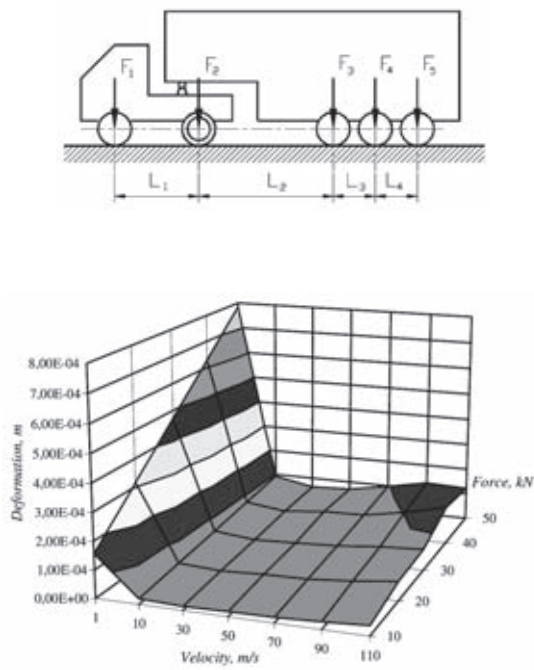 F1 F2 F3 F4 F5
L1 L2 L3 L4
8,00E-04
7,00E-04
6,00E-04
5,00E-04
4,00E-04
3,00E-04
2,00E-04
1,00E-04
0,00E+00
Deformation, m
1 10 30 50 70 90 110
Velocity, m/s
10
20
30
40
50
Force, kN